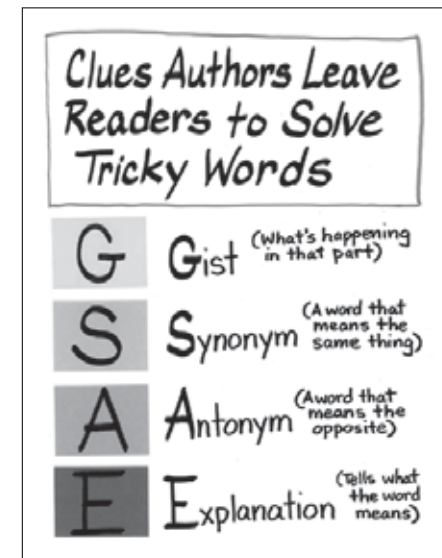 Clues Authors Leave
Readers to Solve
Tricky Words
G Gist (What's happening
in that part)
S Synonym (A word that
means the
same thing)
A Antonym (A word that
means the
opposite)
E Explanation (Tells what
the word
means)